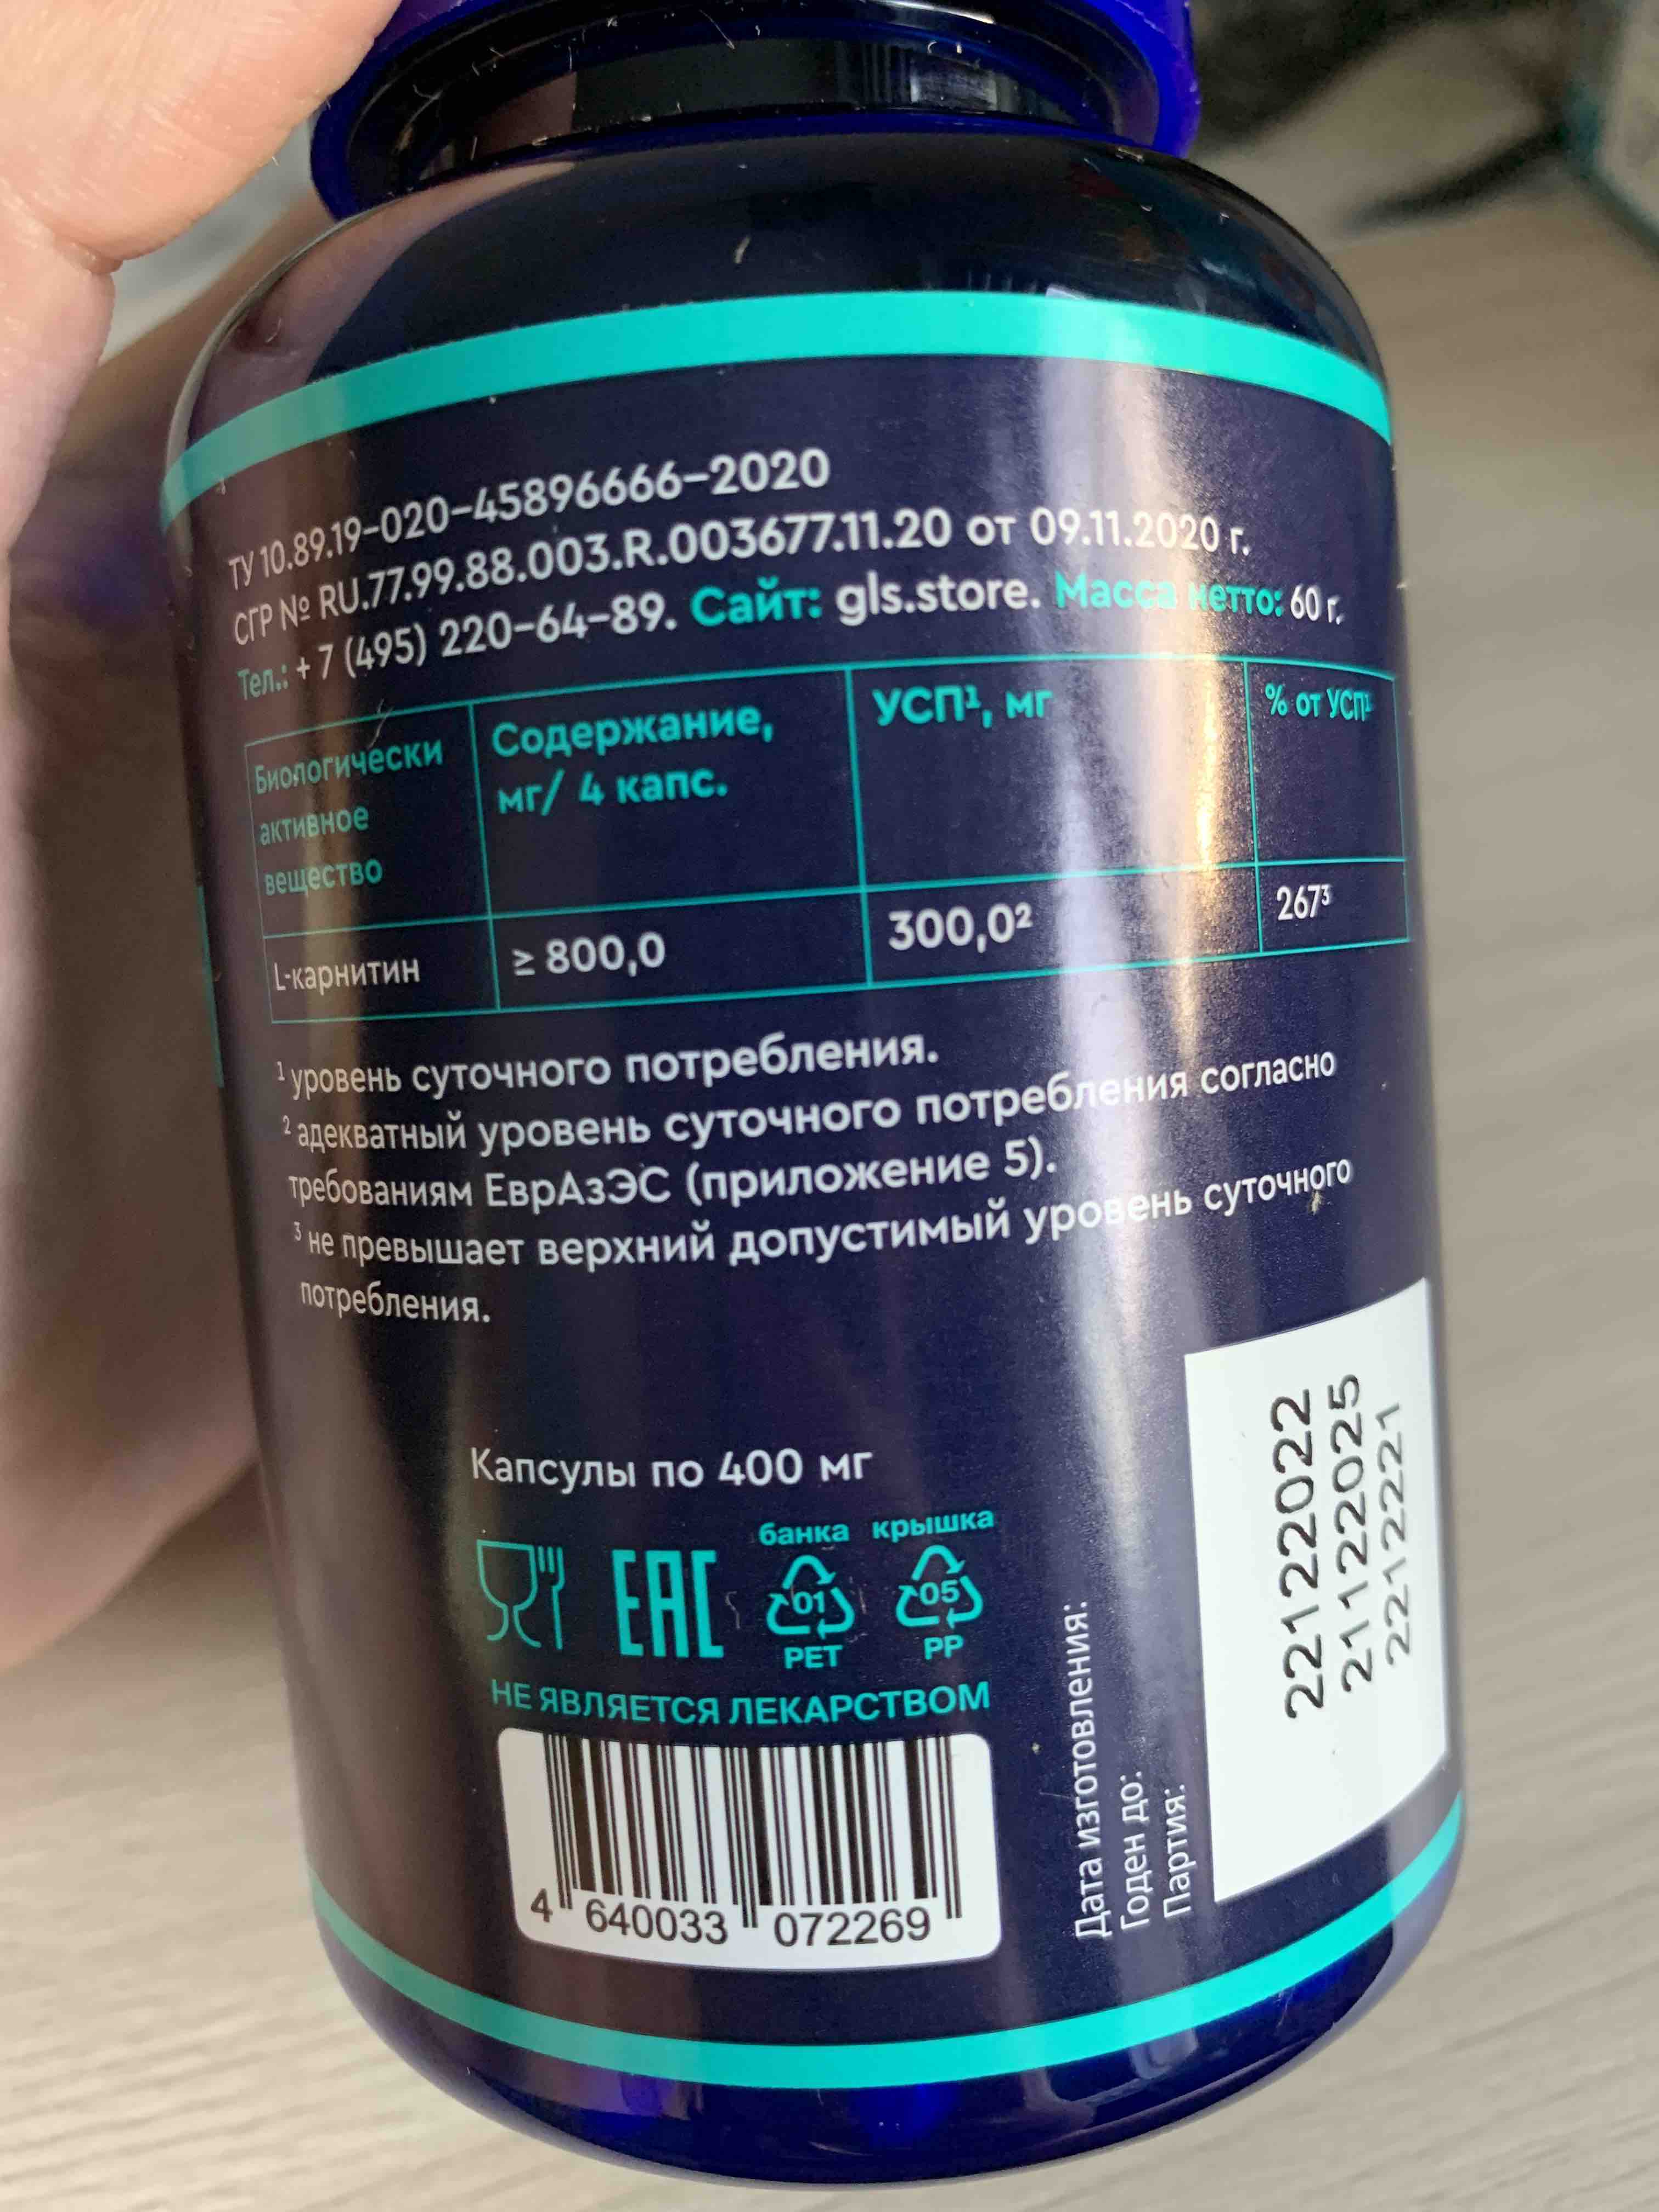 ТУ 10.89.19-020-45896666-2020
СГР № RU.77.99.88.003.R.003677.11.20 от 09.11.2020 г.
Тел.: + 7 (495) 220-64-89. Сайт: gls.store. Масса нетто: 60 г.
Биологически активное вещество
Содержание, мг/ 4 капс.
УСП¹, мг
% от УСП¹
L-карнитин
≥ 800,0
300,0²
267³
¹ уровень суточного потребления.
² адекватный уровень суточного потребления согласно
требованиям ЕврАзЭС (приложение 5).
³ не превышает верхний допустимый уровень суточного
потребления.
Капсулы по 400 мг
банка крышка
EAC
01
05
PET
PP
НЕ ЯВЛЯЕТСЯ ЛЕКАРСТВОМ
4 640033 072269
Дата изготовления:
Годен до:
Партия:
22122022
21122025
221221